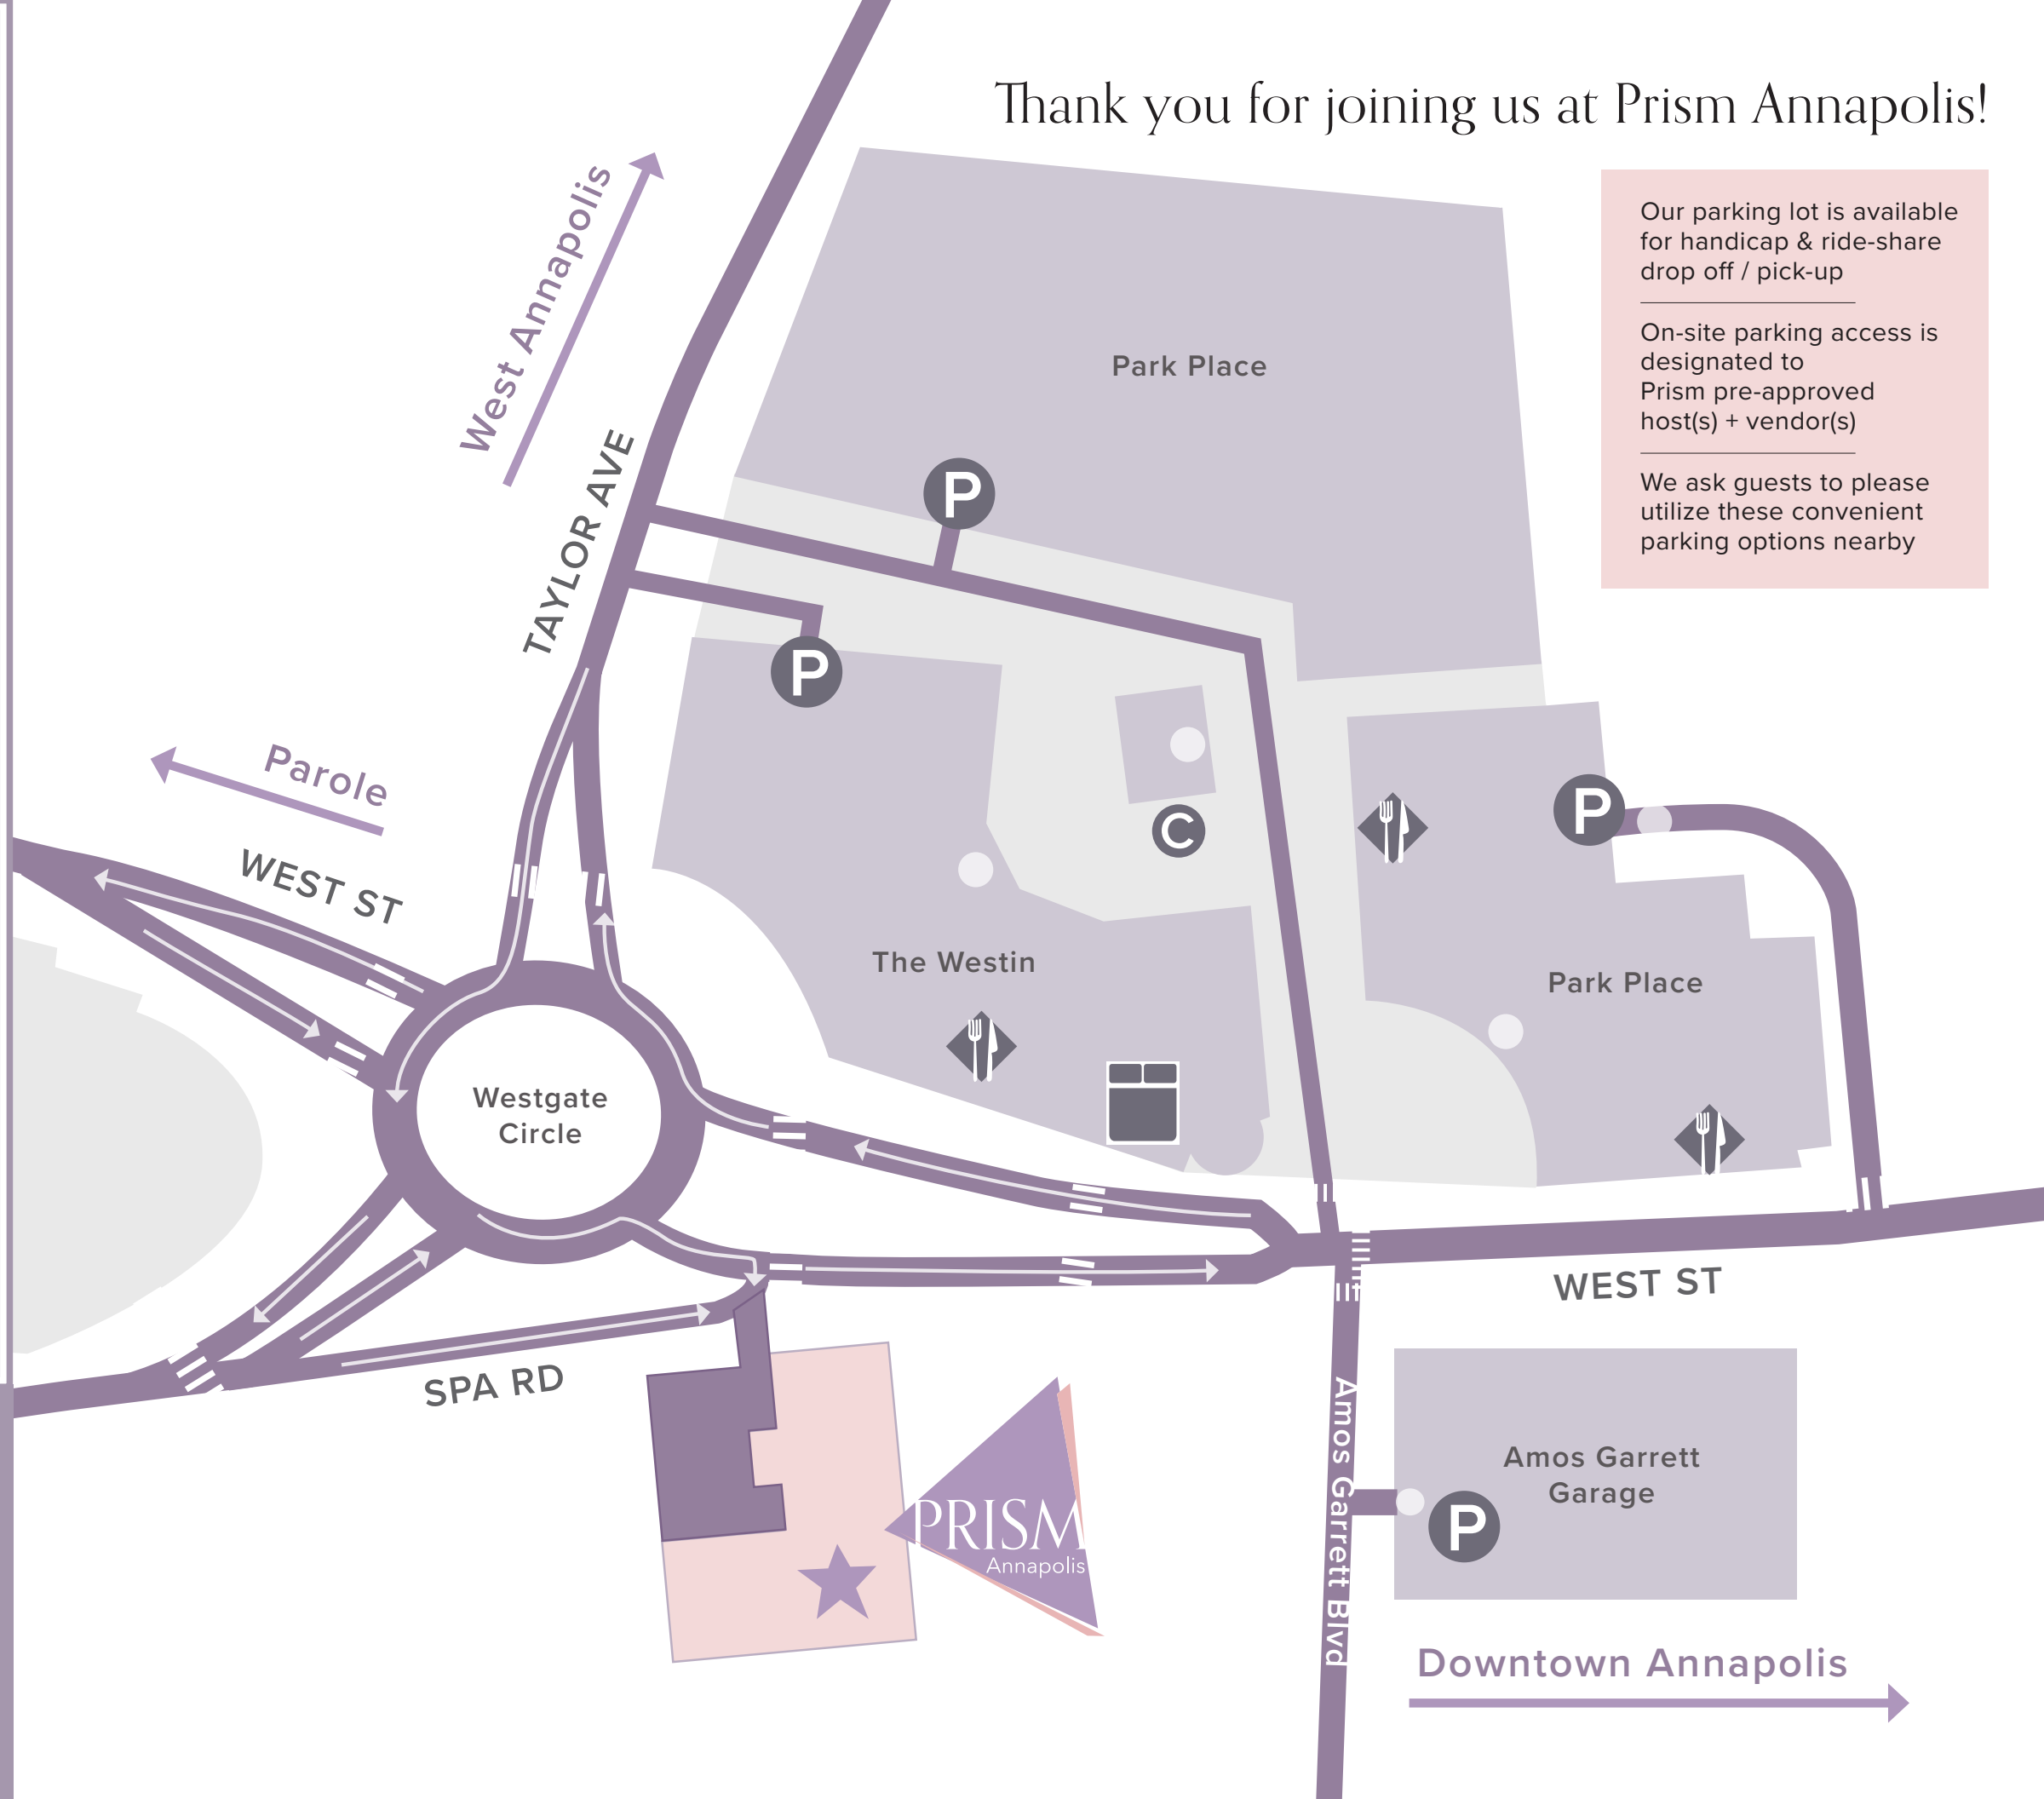 Thank you for joining us at Prism Annapolis!
Our parking lot is available
for handicap & ride-share
drop off / pick-up
On-site parking access is
designated to
Prism pre-approved
host(s) + vendor(s)
We ask guests to please
utilize these convenient
parking options nearby
West Annapolis
TAYLOR AVE
Park Place
P
P
Parole
WEST ST
C
P
The Westin
Park Place
Westgate
Circle
WEST ST
SPA RD
PRISM
Annapolis
Amos Garrett Blvd
Amos Garrett
Garage
P
Downtown Annapolis